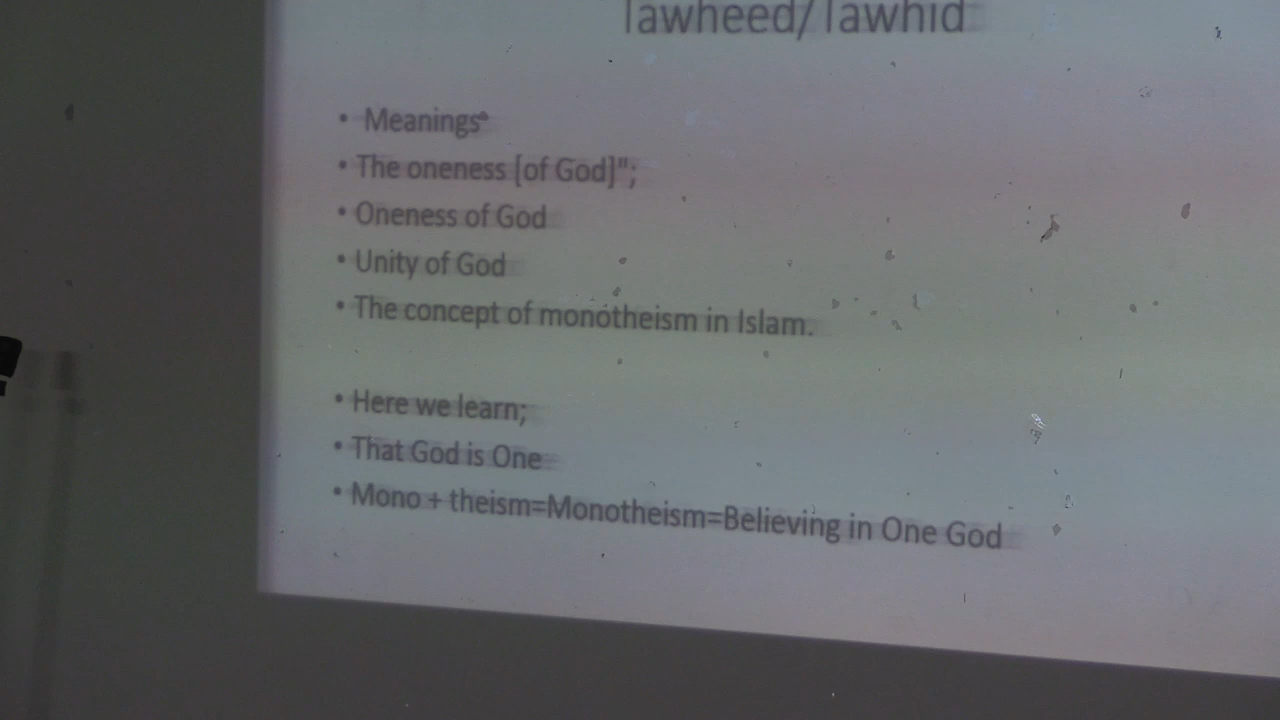 Tawheed/Tawhid
• Meanings
• The oneness [of God]";
• Oneness of God
• Unity of God
• The concept of monotheism in Islam.
• Here we learn;
• That God is One
• Mono + theism=Monotheism=Believing in One God